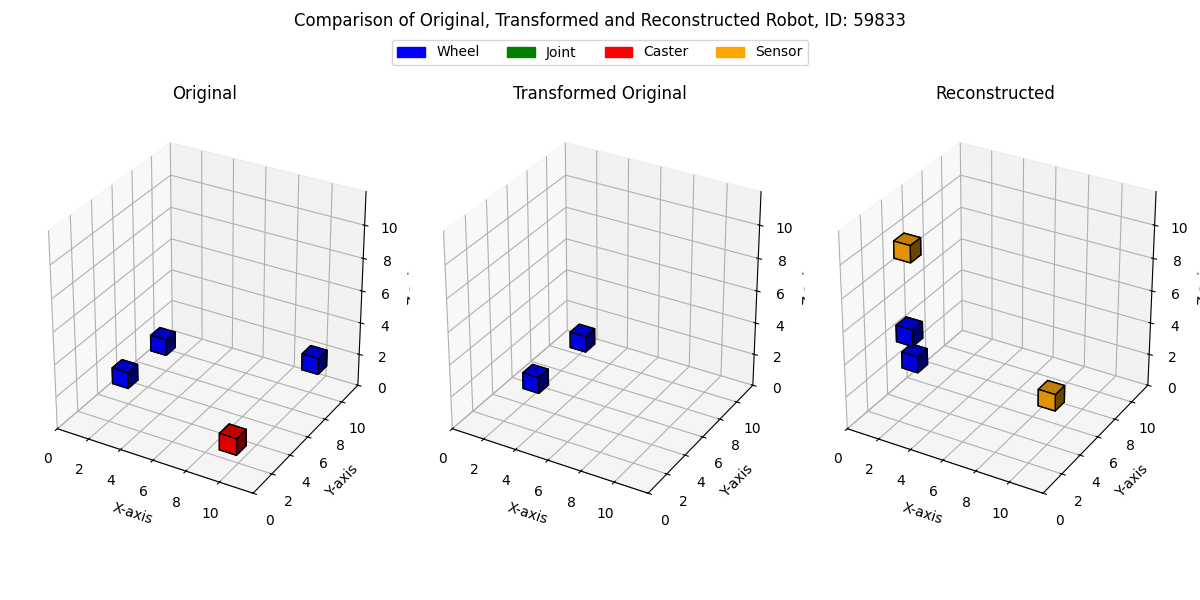 Comparison of Original, Transformed and Reconstructed Robot, ID: 59833
Wheel Joint Caster Sensor
Original Transformed Original Reconstructed
10 10 10
8 8 8
6 6 6
4 4 4
2 2 2
0 0 0
0 2 4 6 8 10 0 2 4 6 8 10 0 2 4 6 8 10
X-axis X-axis X-axis
0 2 4 6 8 10 0 2 4 6 8 10 0 2 4 6 8 10
Y-axis Y-axis Y-axis